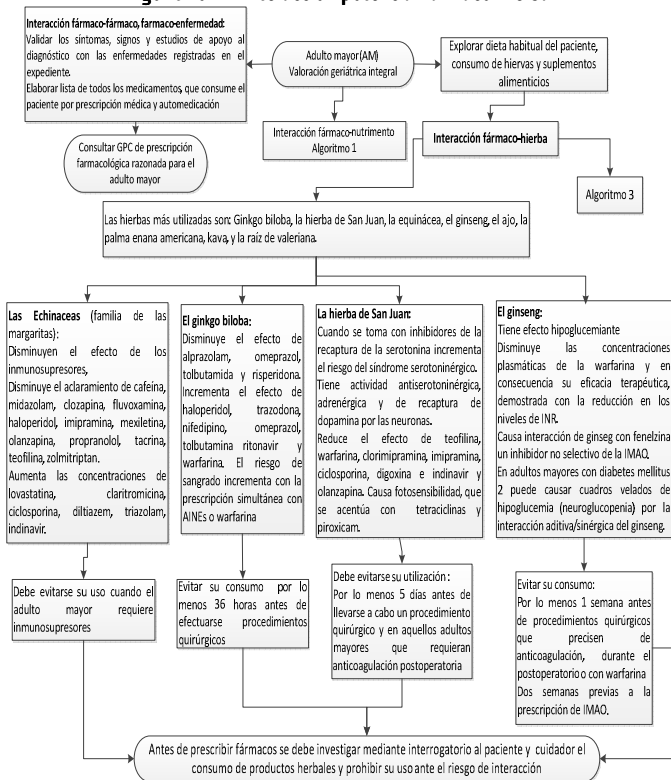 Interacción fármaco-fármaco, farmaco-enfermedad:
Validar los síntomas, signos y estudios de apoyo al
diagnóstico con las enfermedades registradas en el
expediente.
Elaborar lista de todos los medicamentos, que consume el
paciente por prescripción médica y automedicación
Adulto mayor (AM)
Valoración geriátrica integral
Explorar dieta habitual del paciente,
consumo de hiervas y suplementos
alimenticios
Consultar GPC de prescripción
farmacológica razonada para el
adulto mayor
Interacción fármaco-nutrimento
Algoritmo 1
Interacción fármaco-hierba
Algoritmo 3
Las hierbas más utilizadas son: Ginkgo biloba, la hierba de San Juan, la equinácea, el ginseng, el ajo, la
palma enana americana, kava, y la raíz de valeriana.
Las Echinaceas (familia de las
margaritas):
Disminuyen el efecto de los
inmunosupresores,
Disminuye el aclaramiento de cafeína,
midazolam, clozapina, fluvoxamina,
haloperidol, imipramina, mexiletina,
olanzapina, propranolol, tacrina,
teofilina, zolmitriptan.
Aumenta las concentraciones de
lovastatina, claritromicina,
ciclosporina, diltiazem, triazolam,
indinavir.
El ginkgo biloba:
Disminuye el efecto de
alprazolam, omeprazol,
tolbutamida y risperidona.
Incrementa el efecto de
haloperidol, trazodona,
nifedipino, omeprazol,
tolbutamina ritonavir y
warfarina. El riesgo de
sangrado incrementa con la
prescripción simultánea con
AINEs o warfarina
La hierba de San Juan:
Cuando se toma con inhibidores de la
recaptura de la serotonina incrementa
el riesgo del síndrome serotoninérgico.
Tiene actividad antiserotoninérgica,
adrenérgica y de recaptura de
dopamina por las neuronas.
Reduce el efecto de teofilina,
warfarina, clorimipramina, imipramina,
ciclosporina, digoxina e indinavir y
olanzapina. Causa fotosensibilidad, que
se acentúa con tetraciclinas y
piroxicam.
El ginseng:
Tiene efecto hipoglucemiante
Disminuye las concentraciones
plasmáticas de la warfarina y en
consecuencia su eficacia terapéutica,
demostrada con la reducción en los
niveles de INR.
Causa interacción de ginseg con fenelzina
un inhibidor no selectivo de la IMAO.
En adultos mayores con diabetes mellitus
2 puede causar cuadros velados de
hipoglucemia (neuroglucopenia) por la
interacción aditiva/sinérgica del ginseng.
Debe evitarse su uso cuando el
adulto mayor requiere
inmunosupresores
Evitar su consumo por lo
menos 36 horas antes de
efectuarse procedimientos
quirúrgicos
Debe evitarse su utilización:
Por lo menos 5 días antes de
llevarse a cabo un procedimiento
quirúrgico y en aquellos adultos
mayores que requieran
anticoagulación postoperatoria
Evitar su consumo:
Por lo menos 1 semana antes
de procedimientos quirúrgicos
que precisen de
anticoagulación, durante el
postoperatorio o con warfarina
Dos semanas previas a la
prescripción de IMAO.
Antes de prescribir fármacos se debe investigar mediante interrogatorio al paciente y cuidador el
consumo de productos herbales y prohibir su uso ante el riesgo de interacción